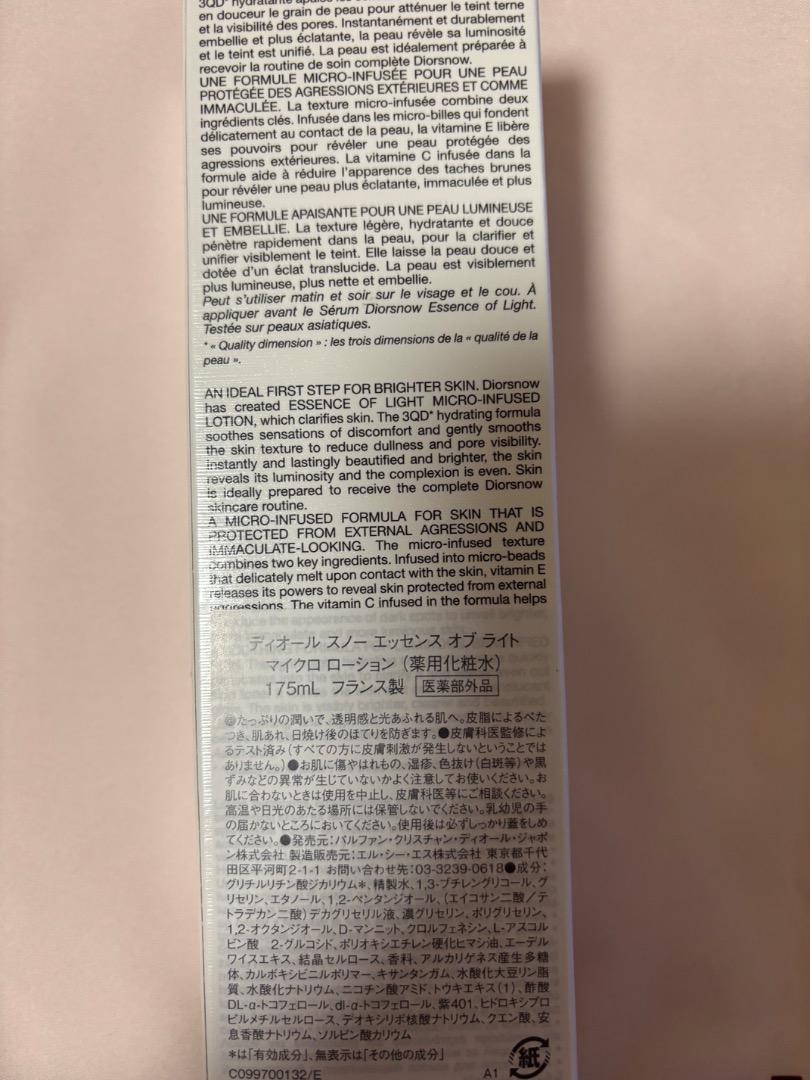 3QD* hydratante apaise les
en douceur le grain de peau pour atténuer le teint terne
et la visibilité des pores. Instantanément et durablement
embellie et plus éclatante, la peau révèle sa luminosité
et le teint est unifié. La peau est idéalement préparée à
recevoir la routine de soin complète Diorsnow.
UNE FORMULE MICRO-INFUSÉE POUR UNE PEAU
PROTÉGÉE DES AGRESSIONS EXTÉRIEURES ET COMME
IMMACULÉE. La texture micro-infusée combine deux
ingrédients clés. Infusée dans les micro-billes qui fondent
délicatement au contact de la peau, la vitamine E libère
ses pouvoirs pour révéler une peau protégée des
agressions extérieures. La vitamine C infusée dans la
formule aide à réduire l'apparence des taches brunes
pour révéler une peau plus éclatante, immaculée et plus
lumineuse.
UNE FORMULE APAISANTE POUR UNE PEAU LUMINEUSE
ET EMBELLIE. La texture légère, hydratante et douce
pénètre rapidement dans la peau, pour la clarifier et
unifier visiblement le teint. Elle laisse la peau douce et
dotée d'un éclat translucide. La peau est visiblement
plus lumineuse, plus nette et embellie.
Peut s'utiliser matin et soir sur le visage et le cou. À
appliquer avant le Sérum Diorsnow Essence of Light.
Testée sur peaux asiatiques.
* « Quality dimension » : les trois dimensions de la « qualité de la
peau ».
AN IDEAL FIRST STEP FOR BRIGHTER SKIN. Diorsnow
has created ESSENCE OF LIGHT MICRO-INFUSED
LOTION, which clarifies skin. The 3QD* hydrating formula
soothes sensations of discomfort and gently smooths
the skin texture to reduce dullness and pore visibility.
Instantly and lastingly beautified and brighter, the skin
reveals its luminosity and the complexion is even. Skin
is ideally prepared to receive the complete Diorsnow
skincare routine.
A MICRO-INFUSED FORMULA FOR SKIN THAT IS
PROTECTED FROM EXTERNAL AGRESSIONS AND
IMMACULATE-LOOKING. The micro-infused texture
combines two key ingredients. Infused into micro-beads
that delicately melt upon contact with the skin, vitamin E
releases its powers to reveal skin protected from external
aggressions. The vitamin C infused in the formula helps
ディオール スノー エッセンス オブ ライト
マイクロ ローション (薬用化粧水)
175mL フランス製 医薬部外品
●たっぷりの潤いで、透明感と光あふれる肌へ。皮脂によるべた
つき、肌あれ、日焼け後のほてりを防ぎます。●皮膚科医監修によ
るテスト済み(すべての方に皮膚刺激が発生しないということでは
ありません。)●お肌に傷やはれもの、湿疹、色抜け(白斑等)や黒
ずみなどの異常が生じていないかよく注意してお使いください。お
肌に合わないときは使用を中止し、皮膚科医等にご相談ください。
高温や日光のあたる場所には保管しないでください。乳幼児の手
の届かないところにおいてください。使用後は必ずしっかり蓋をしめ
てください。●発売元:パルファン・クリスチャン・ディオール・ジャポ
ン株式会社 製造販売元:エル・シー・エス株式会社 東京都千代
田区平河町2-1-1 お問い合わせ先:03-3239-0618●成分:
グリチルリチン酸ジカリウム*、精製水、1,3-ブチレングリコール、グ
リセリン、エタノール、1,2-ペンタンジオール、(エイコサン二酸/テ
トラデカン二酸)デカグリセリル液、濃グリセリン、ポリグリセリン、
1,2-オクタンジオール、D-マンニット、クロルフェネシン、L-アスコル
ビン酸 2-グルコシド、ポリオキシエチレン硬化ヒマシ油、エーデル
ワイスエキス、結晶セルロース、香料、アルカリゲネス産生多糖
体、カルボキシビニルポリマー、キサンタンガム、水酸化大豆リン脂
質、水酸化ナトリウム、ニコチン酸アミド、トウキエキス(1)、酢酸
DL-α-トコフェロール、dl-α-トコフェロール、紫401、ヒドロキシプロ
ピルメチルセルロース、デオキシリボ核酸ナトリウム、クエン酸、安
息香酸ナトリウム、ソルビン酸カリウム
*は「有効成分」、無表示は「その他の成分」
C099700132/E A1 紙